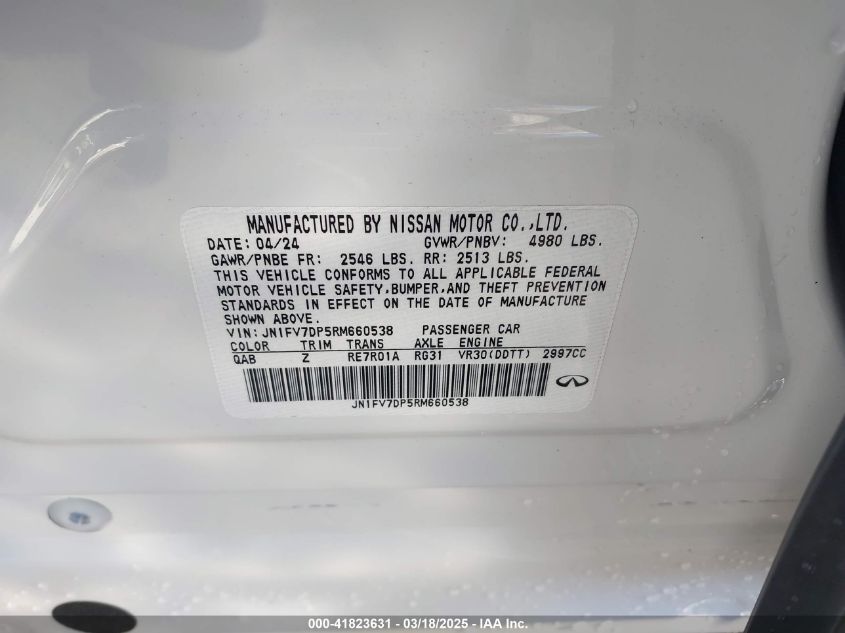 MANUFACTURED BY NISSAN MOTOR CO.,LTD.
DATE: 04/24 GVWR/PNBV: 4980 LBS.
GAWR/PNBE FR: 2546 LBS. RR: 2513 LBS.
THIS VEHICLE CONFORMS TO ALL APPLICABLE FEDERAL
MOTOR VEHICLE SAFETY,BUMPER,AND THEFT PREVENTION
STANDARDS IN EFFECT ON THE DATE OF MANUFACTURE
SHOWN ABOVE.
VIN: JN1FV7DP5RM660538 PASSENGER CAR
COLOR TRIM TRANS AXLE ENGINE
QAB Z RE7R01A RG31 VR30(DDTT) 2997CC
JN1FV7DP5RM660538
000-41823631 - 03/18/2025 - IAA Inc.